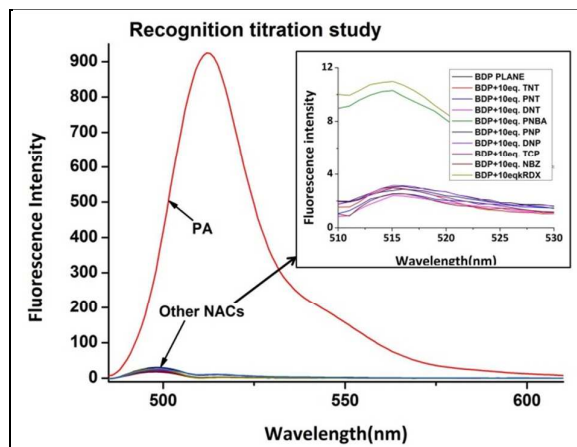 Recognition titration study
Fluorescence Intensity
900
800
700
600
500
400
300
200
100
0
500
550
600
Wavelength(nm)
PA
Other NACs
Fluorescence intensity
12
8
4
0
510
515
520
525
530
Wavelength(nm)
BDP PLANE
BDP+10eq. TNT
BDP+10eq. PNT
BDP+10eq. DNT
BDP+10eq. PNBA
BDP+10eq. PNP
BDP+10eq. DNP
BDP+10eq. TCP
BDP+10eq. NBZ
BDP+10eqkRDX